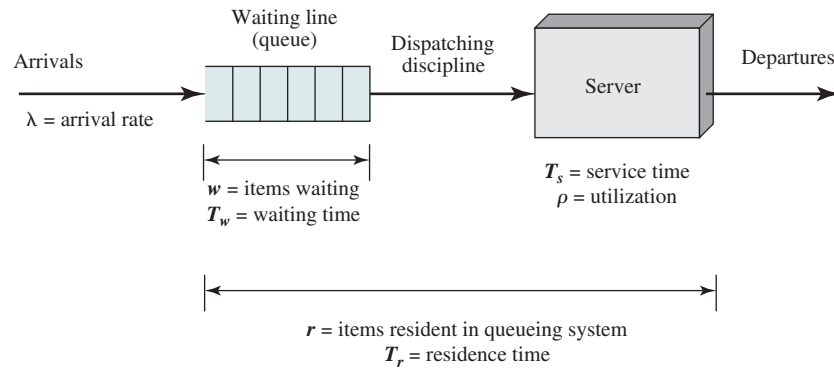 Waiting line
(queue)
Dispatching
discipline
Arrivals
Departures
Server
λ = arrival rate
w = items waiting
T_w = waiting time
T_s = service time
ρ = utilization
r = items resident in queueing system
T_r = residence time